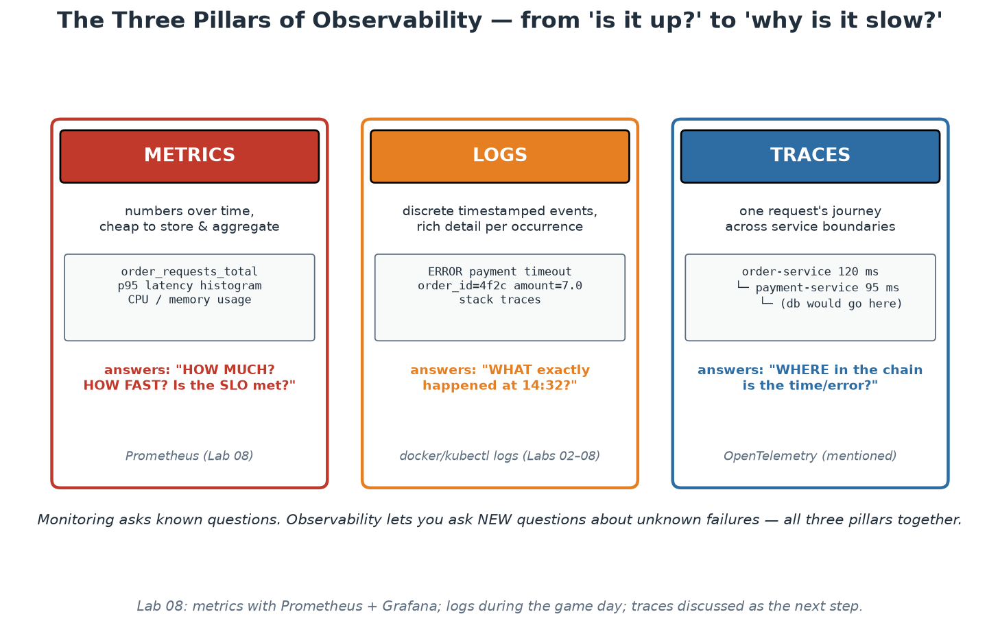 The Three Pillars of Observability — from 'is it up?' to 'why is it slow?'
METRICS
numbers over time,
cheap to store & aggregate
order_requests_total
p95 latency histogram
CPU / memory usage
answers: "HOW MUCH?
HOW FAST? Is the SLO met?"
Prometheus (Lab 08)
LOGS
discrete timestamped events,
rich detail per occurrence
ERROR payment timeout
order_id=4f2c amount=7.0
stack traces
answers: "WHAT exactly
happened at 14:32?"
docker/kubectl logs (Labs 02–08)
TRACES
one request's journey
across service boundaries
order-service 120 ms
└─ payment-service 95 ms
└─ (db would go here)
answers: "WHERE in the chain
is the time/error?"
OpenTelemetry (mentioned)
Monitoring asks known questions. Observability lets you ask NEW questions about unknown failures — all three pillars together.
Lab 08: metrics with Prometheus + Grafana; logs during the game day; traces discussed as the next step.